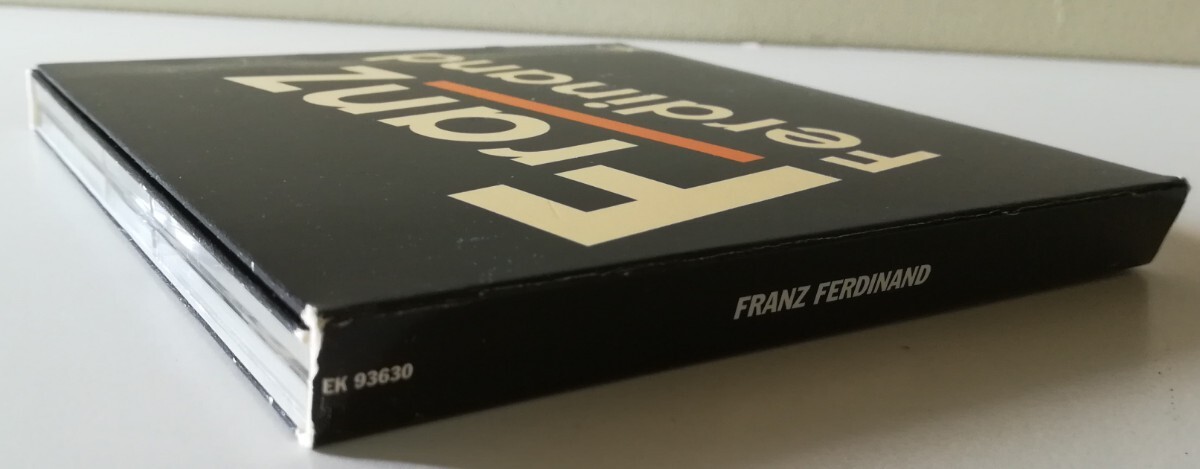 Franz
Ferdinand
FRANZ FERDINAND
EK 93630